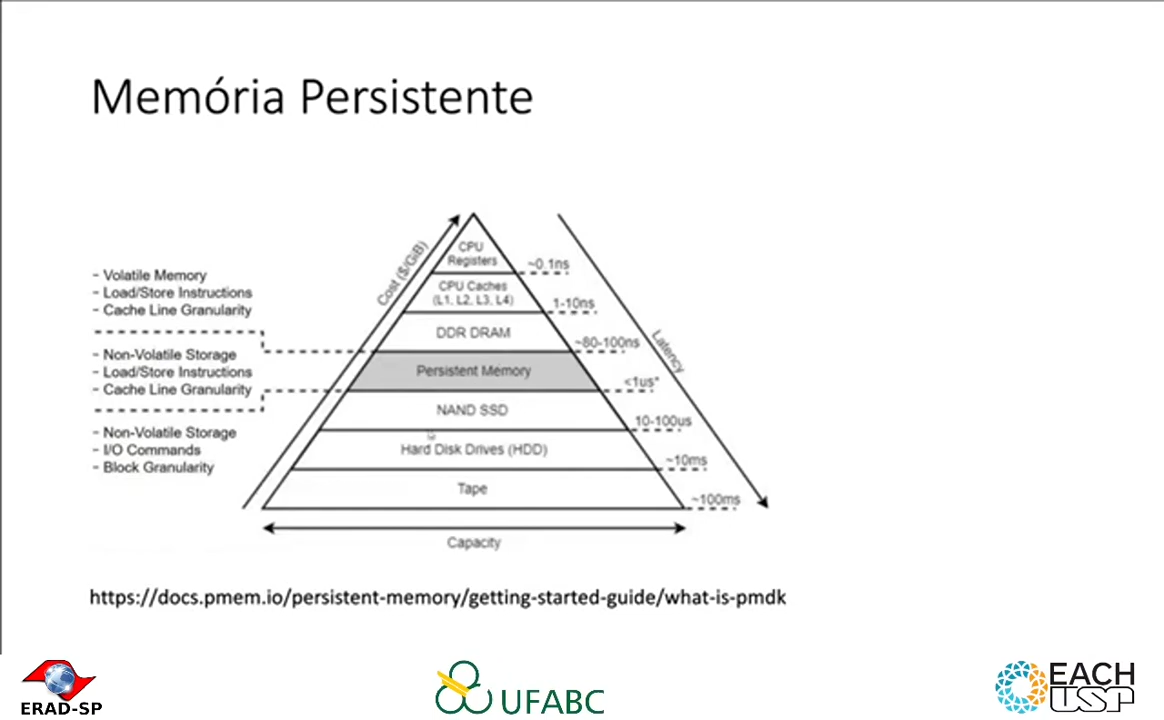 Memória Persistente
- Volatile Memory
- Load/Store Instructions
- Cache Line Granularity
- Non-Volatile Storage
- Load/Store Instructions
- Cache Line Granularity
- Non-Volatile Storage
- I/O Commands
- Block Granularity
Cost ($/GiB)
CPU
Registers
CPU Caches
(L1, L2, L3, L4)
DDR DRAM
Persistent Memory
NAND SSD
Hard Disk Drives (HDD)
Tape
~0.1ns
1-10ns
~80-100ns
<1us*
10-100us
~10ms
~100ms
Latency
Capacity
https://docs.pmem.io/persistent-memory/getting-started-guide/what-is-pmdk
ERAD-SP
UFABC
EACH
USP